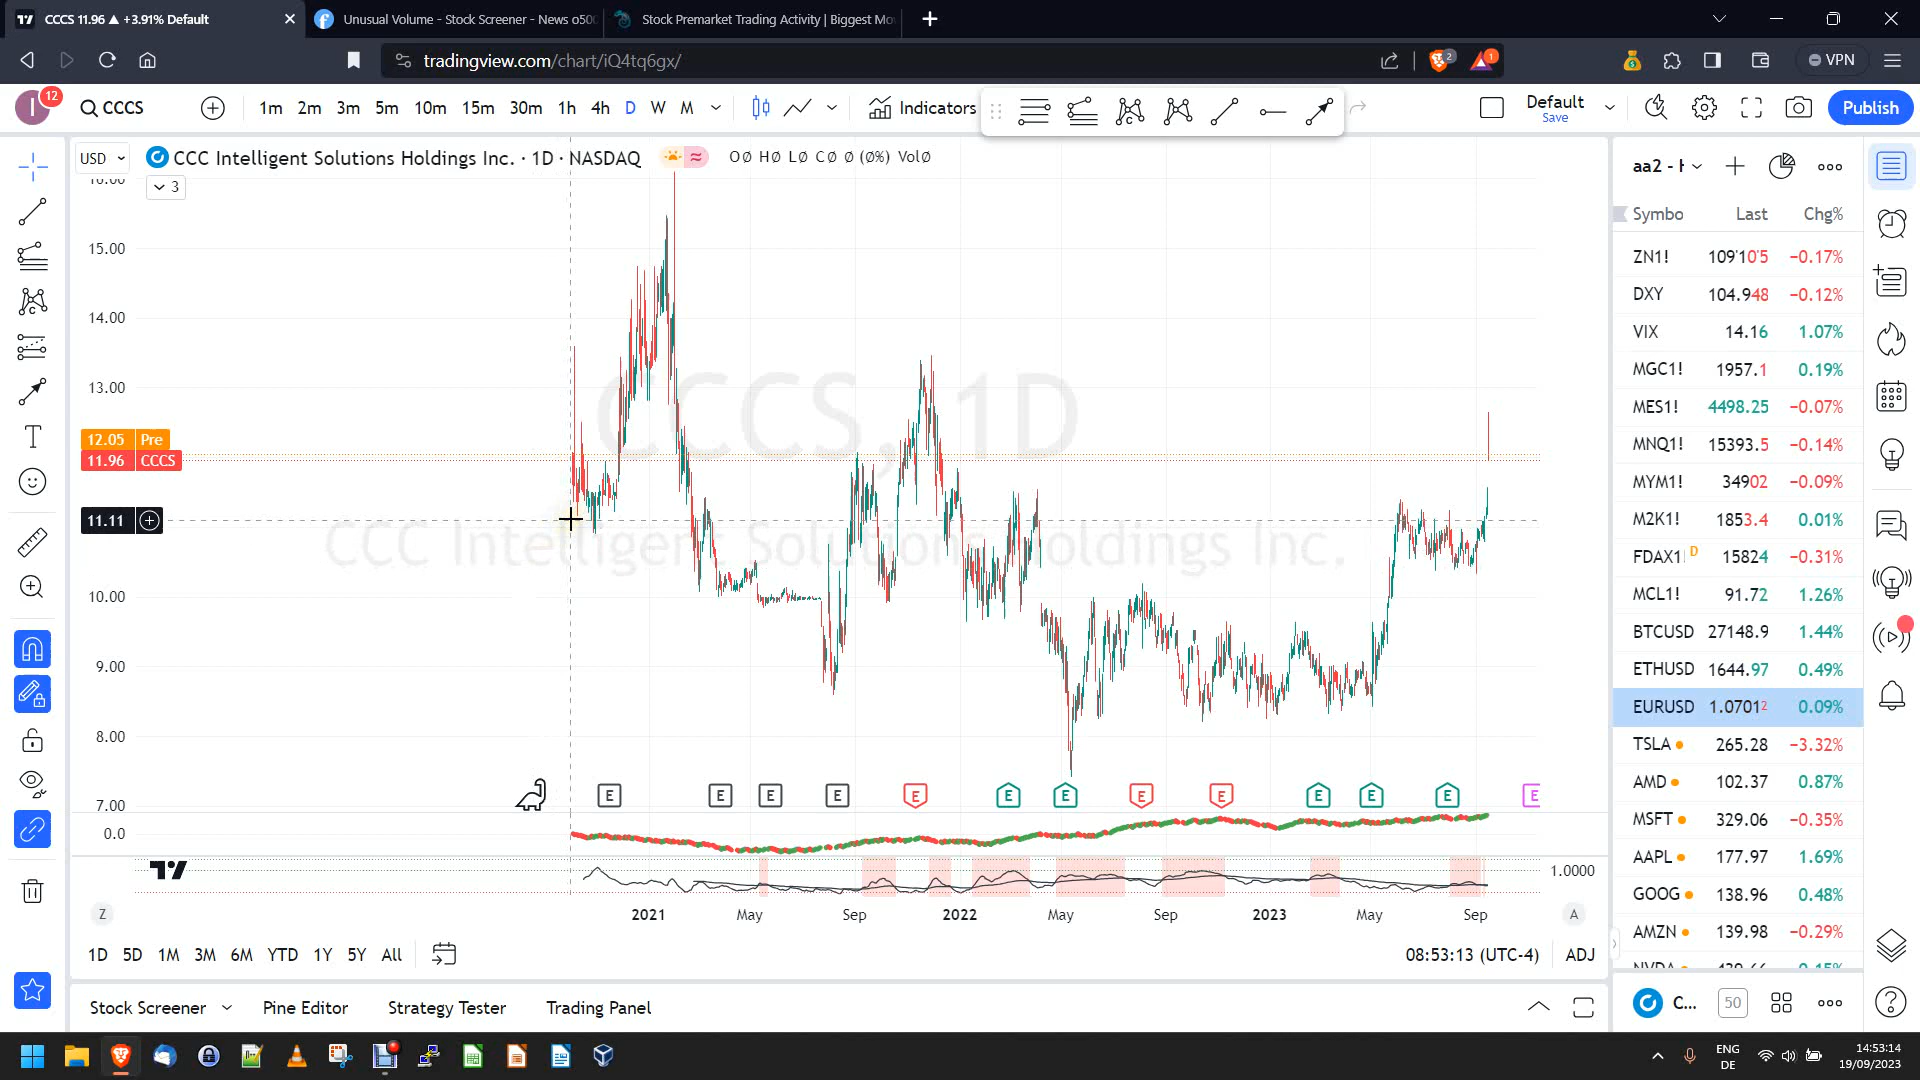 CCCS 11.96 ▲ +3.91% Default
Unusual Volume - Stock Screener - News
Stock Premarket Trading Activity | Biggest Mo
tradingview.com/chart/iQ4tq6gx/
2
1
VPN
I
12
CCCS
1m 2m 3m 5m 10m 15m 30m 1h 4h D W M
Indicators
Default
Save
Publish
USD
CCC Intelligent Solutions Holdings Inc. · 1D · NASDAQ
O∅ H∅ L∅ C∅ ∅ (∅%) Vol∅
3
16.00
15.00
14.00
13.00
12.05 Pre
11.96 CCCS
11.11
10.00
9.00
8.00
7.00
0.0
CCCS, 1D
CCC Intelligent Solutions Holdings Inc.
E E E E E E E E E E E E E
1.0000
Z
2021 May Sep 2022 May Sep 2023 May Sep
A
1D 5D 1M 3M 6M YTD 1Y 5Y All
08:53:13 (UTC-4)
ADJ
Stock Screener
Pine Editor
Strategy Tester
Trading Panel
aa2 -
Symbo Last Chg%
ZN1! 109'10'5 −0.17%
DXY 104.948 −0.12%
VIX 14.16 1.07%
MGC1! 1957.1 0.19%
MES1! 4498.25 −0.07%
MNQ1! 15393.5 −0.14%
MYM1! 34902 −0.09%
M2K1! 1853.4 0.01%
FDAX1 D 15824 −0.31%
MCL1! 91.72 1.26%
BTCUSD 27148.9 1.44%
ETHUSD 1644.97 0.49%
EURUSD 1.07012 0.09%
TSLA 265.28 −3.32%
AMD 102.37 0.87%
MSFT 329.06 −0.35%
AAPL 177.97 1.69%
GOOG 138.96 0.48%
AMZN 139.98 −0.29%
C...
50
ENG
DE
14:53:14
19/09/2023